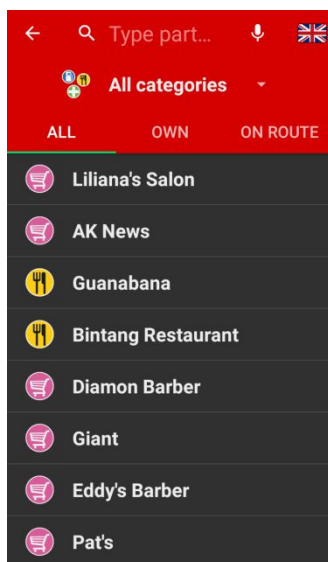 Type part...
All categories
ALL OWN ON ROUTE
Liliana's Salon
AK News
Guanabana
Bintang Restaurant
Diamon Barber
Giant
Eddy's Barber
Pat's